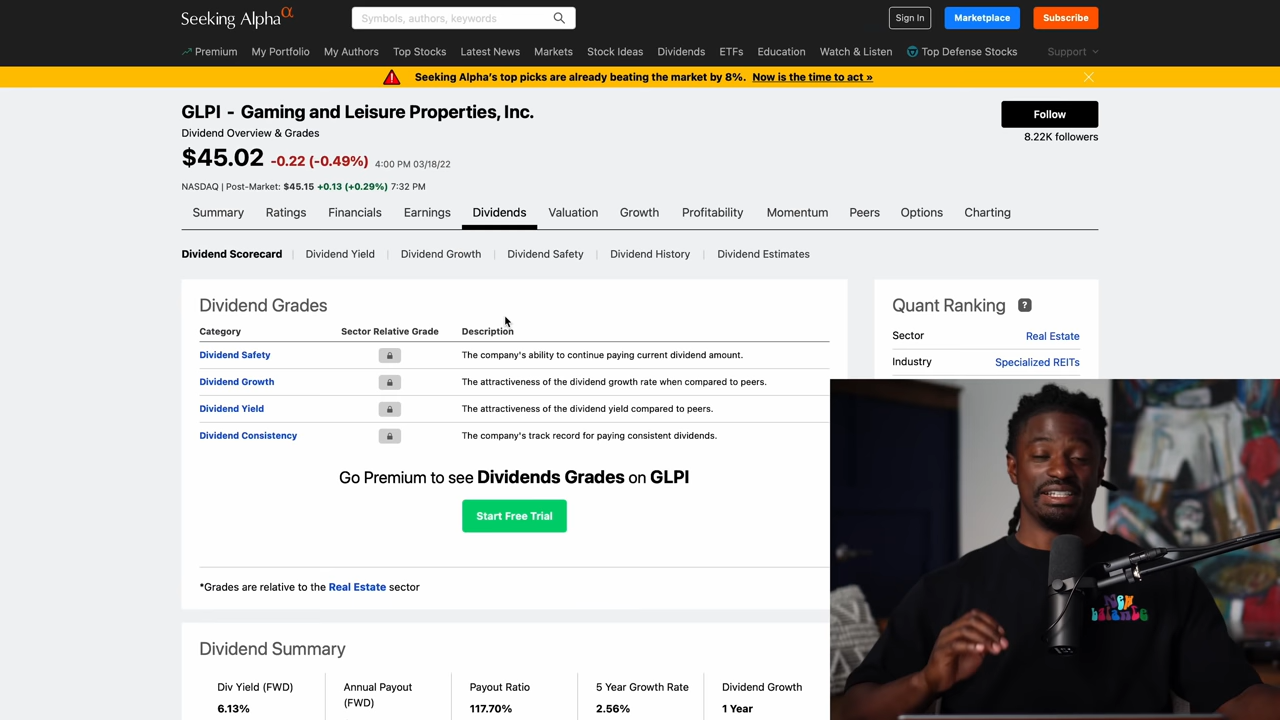 Seeking Alpha α
Symbols, authors, keywords
Sign In
Marketplace
Subscribe
Premium My Portfolio My Authors Top Stocks Latest News Markets Stock Ideas Dividends ETFs Education Watch & Listen Top Defense Stocks Support
Seeking Alpha's top picks are already beating the market by 8%. Now is the time to act »
GLPI - Gaming and Leisure Properties, Inc.
Follow
Dividend Overview & Grades
8.22K followers
$45.02 -0.22 (-0.49%) 4:00 PM 03/18/22
NASDAQ | Post-Market: $45.15 +0.13 (+0.29%) 7:32 PM
Summary Ratings Financials Earnings Dividends Valuation Growth Profitability Momentum Peers Options Charting
Dividend Scorecard | Dividend Yield | Dividend Growth | Dividend Safety | Dividend History | Dividend Estimates
Dividend Grades
Category Sector Relative Grade Description
Dividend Safety The company's ability to continue paying current dividend amount.
Dividend Growth The attractiveness of the dividend growth rate when compared to peers.
Dividend Yield The attractiveness of the dividend yield compared to peers.
Dividend Consistency The company's track record for paying consistent dividends.
Go Premium to see Dividends Grades on GLPI
Start Free Trial
*Grades are relative to the Real Estate sector
Quant Ranking ?
Sector Real Estate
Industry Specialized REITs
Dividend Summary
Div Yield (FWD)
6.13%
Annual Payout
(FWD)
Payout Ratio
117.70%
5 Year Growth Rate
2.56%
Dividend Growth
1 Year
New
balance